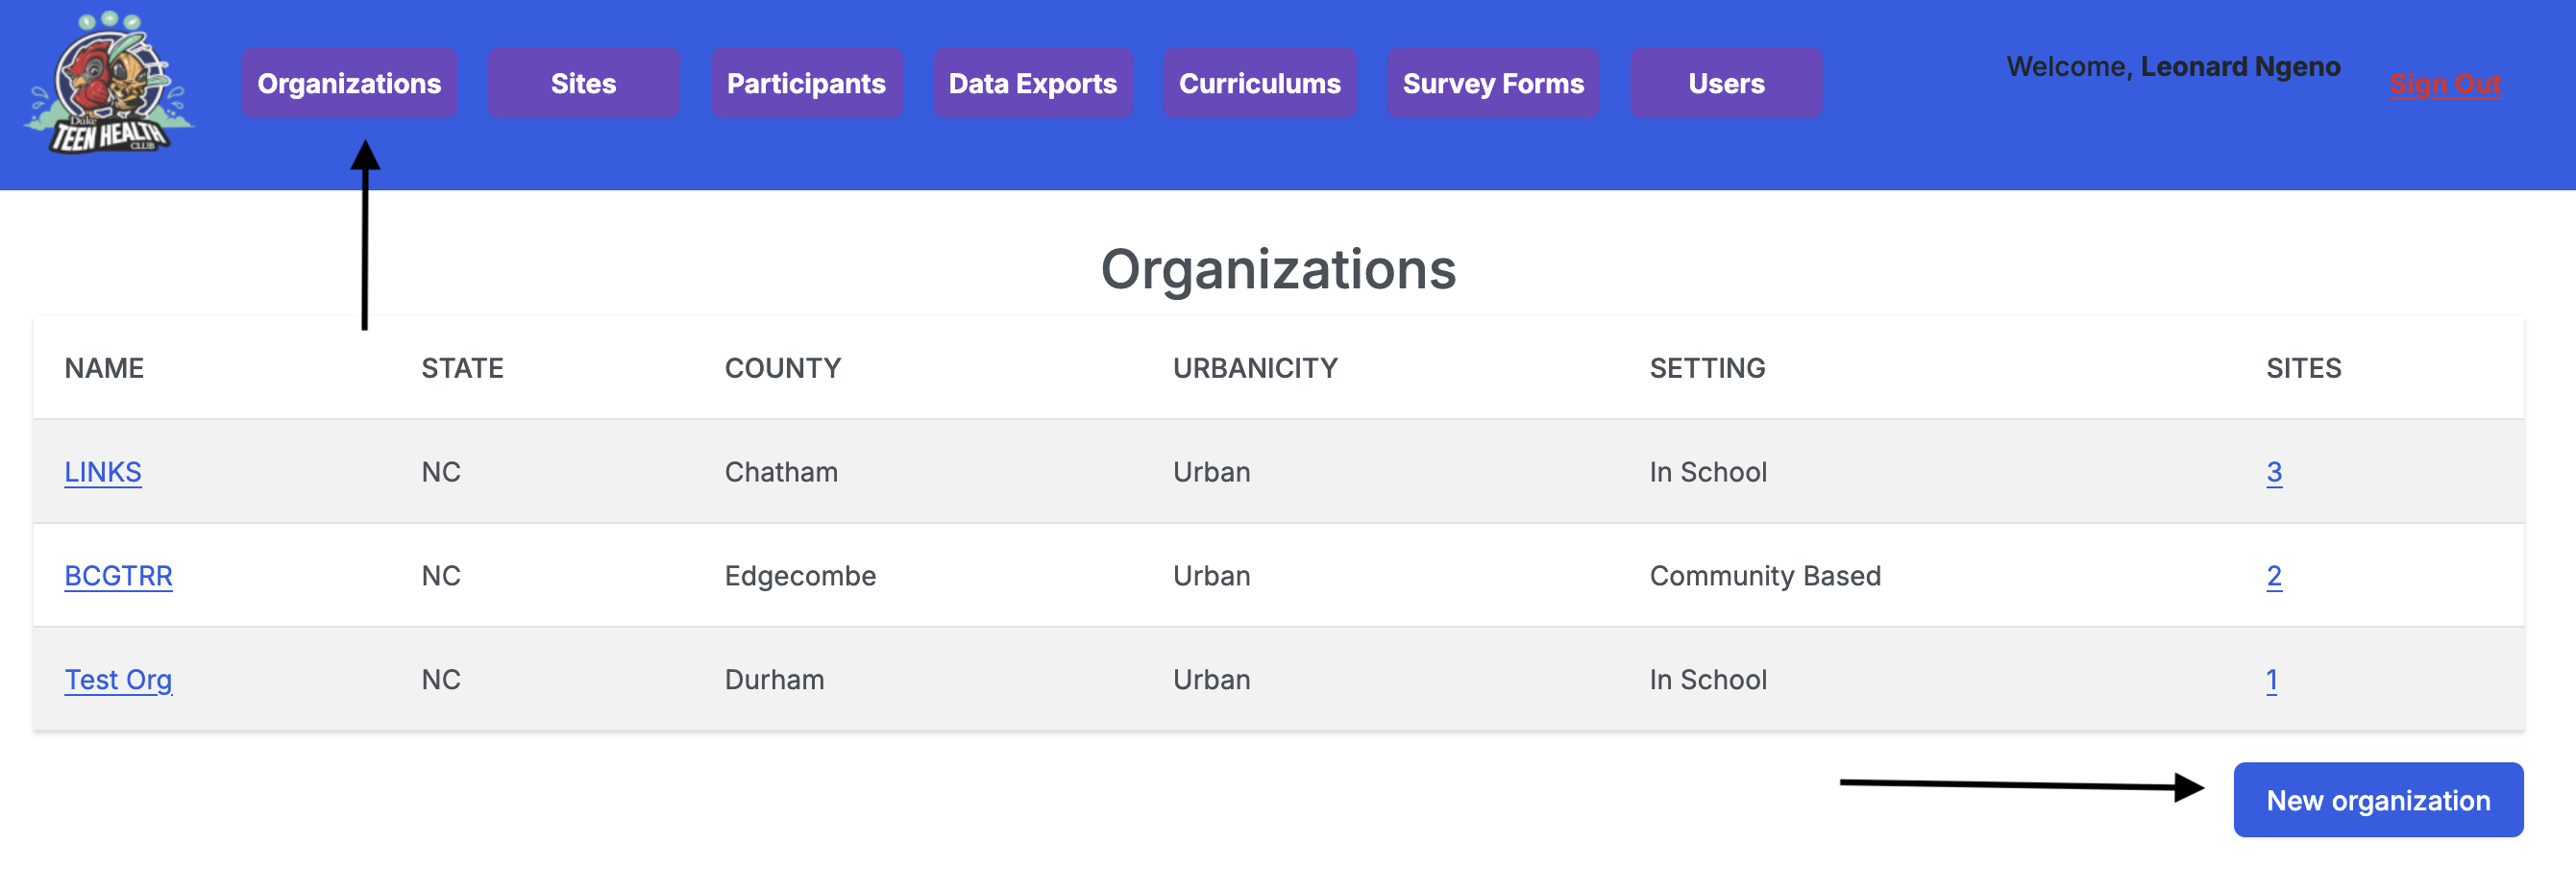 Duke
TEEN HEALTH
CLUB
Organizations
Sites
Participants
Data Exports
Curriculums
Survey Forms
Users
Welcome, Leonard Ngeno
Sign Out
Organizations
NAME STATE COUNTY URBANICITY SETTING SITES
LINKS NC Chatham Urban In School 3
BCGTRR NC Edgecombe Urban Community Based 2
Test Org NC Durham Urban In School 1
New organization